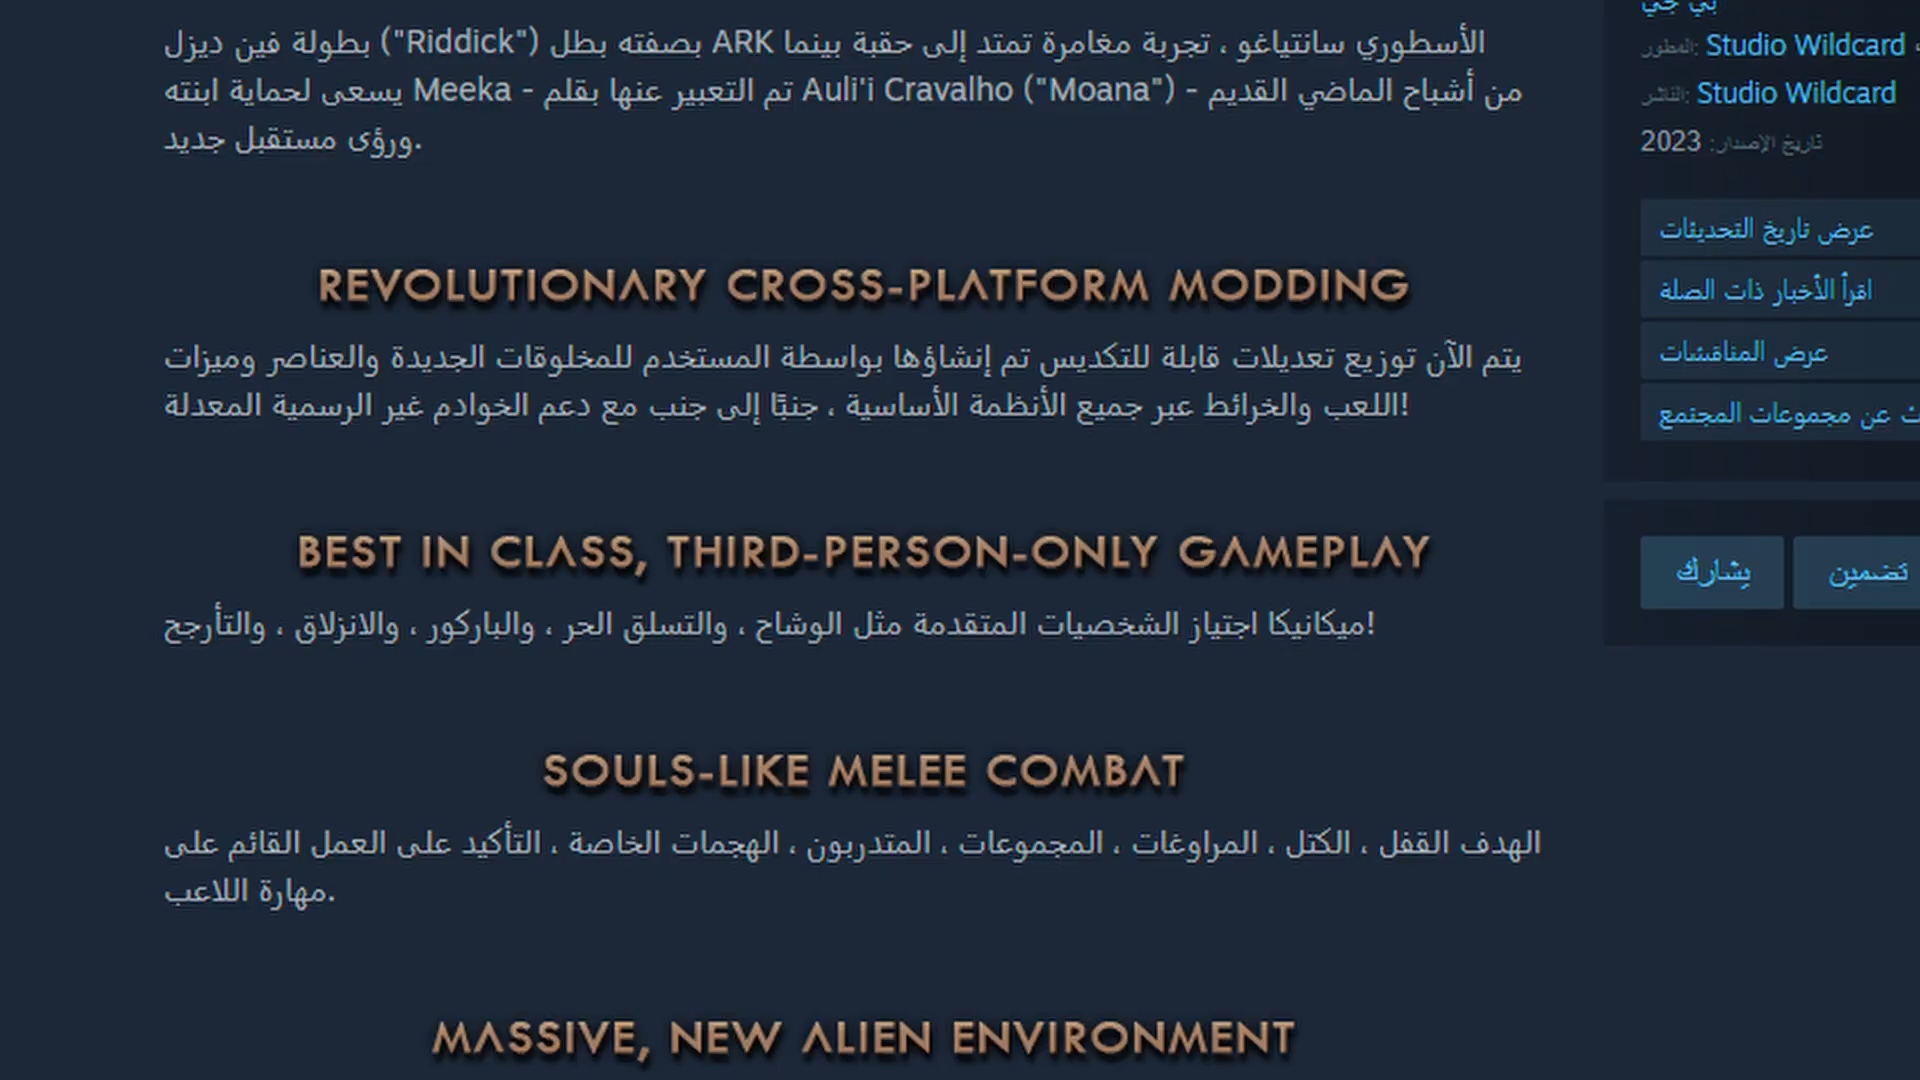 بطولة فين ديزل ("Riddick") بصفته بطل ARK الأسطوري سانتياغو ، تجربة مغامرة تمتد إلى حقبة بينما
يسعى لحماية ابنته Meeka - تم التعبير عنها بقلم Auli'i Cravalho ("Moana") - من أشباح الماضي القديم
ورؤى مستقبل جديد.
REVOLUTIONARY CROSS-PLATFORM MODDING
يتم الآن توزيع تعديلات قابلة للتكديس تم إنشاؤها بواسطة المستخدم للمخلوقات الجديدة والعناصر وميزات
اللعب والخرائط عبر جميع الأنظمة الأساسية ، جنبًا إلى جنب مع دعم الخوادم غير الرسمية المعدلة!
BEST IN CLASS, THIRD-PERSON-ONLY GAMEPLAY
ميكانيكا اجتياز الشخصيات المتقدمة مثل الوشاح ، والتسلق الحر ، والباركور ، والانزلاق ، والتأرجح!
SOULS-LIKE MELEE COMBAT
الهدف القفل ، الكتل ، المراوغات ، المجموعات ، المتدربون ، الهجمات الخاصة ، التأكيد على العمل القائم على
مهارة اللاعب.
MASSIVE, NEW ALIEN ENVIRONMENT
بي جي
المطور: Studio Wildcard
الناشر: Studio Wildcard
تاريخ الإصدار: 2023
عرض تاريخ التحديثات
اقرأ الأخبار ذات الصلة
عرض المناقشات
عن مجموعات المجتمع
يشارك
تضمين